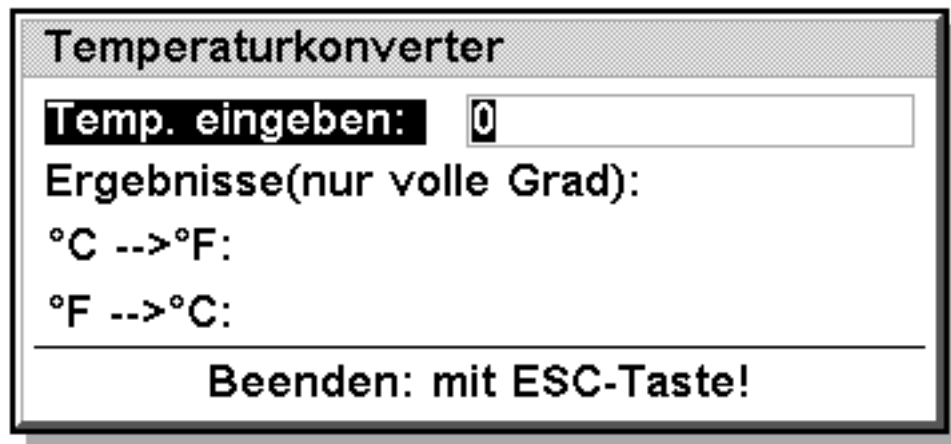 Temperaturkonverter
Temp. eingeben: 0
Ergebnisse(nur volle Grad):
°C -->°F:
°F -->°C:
Beenden: mit ESC-Taste!